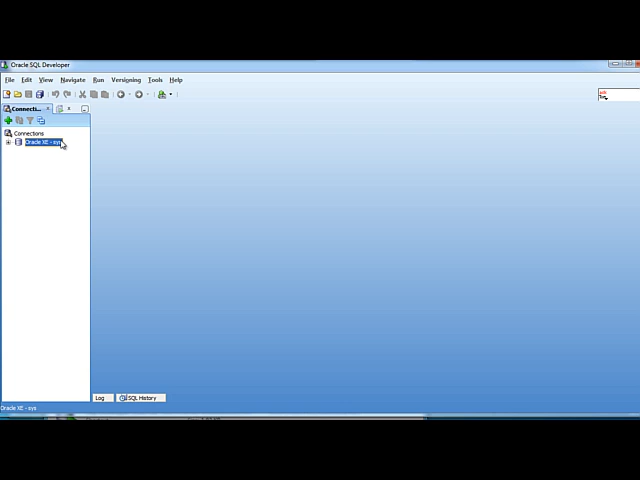 Oracle SQL Developer
File Edit View Navigate Run Versioning Tools Help
Connecti...
Connections
Oracle XE - sys
Log SQL History
Oracle XE - sys